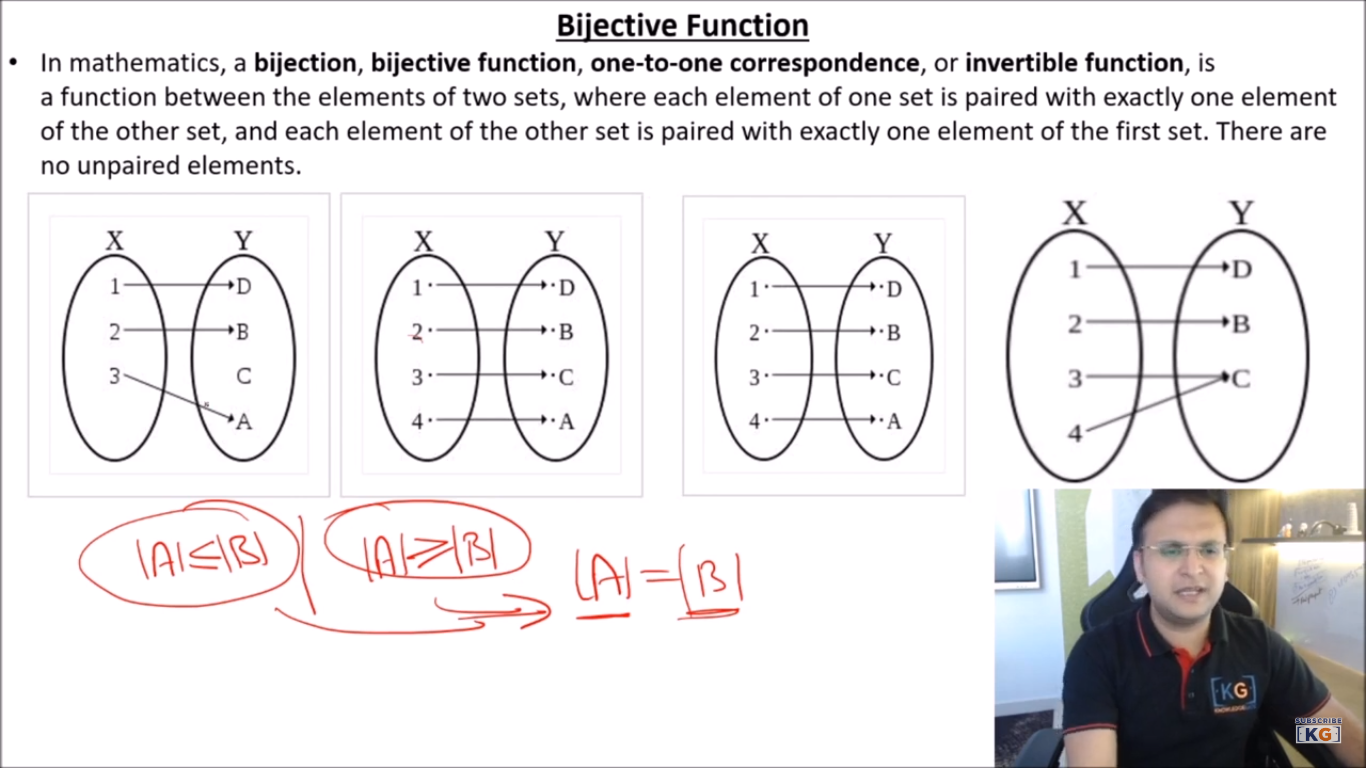 Bijective Function
• In mathematics, a bijection, bijective function, one-to-one correspondence, or invertible function, is
a function between the elements of two sets, where each element of one set is paired with exactly one element
of the other set, and each element of the other set is paired with exactly one element of the first set. There are
no unpaired elements.
X Y
1 D
2 B
3 C
A
X Y
1 D
2 B
3 C
4 A
X Y
1 D
2 B
3 C
4 A
X Y
1 D
2 B
3 C
4
|A|≤|B| |A|≥|B| |A|=|B|
[KG]
SUBSCRIBE
[KG]